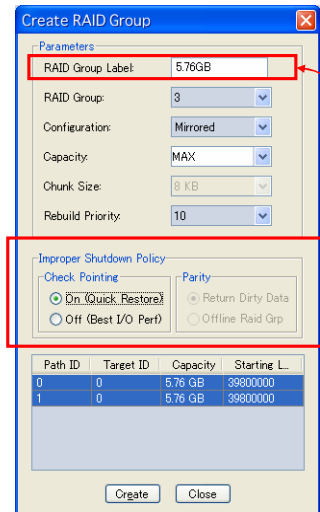 Create RAID Group
Parameters
RAID Group Label: 5.76GB
RAID Group: 3
Configuration: Mirrored
Capacity: MAX
Chunk Size: 8 KB
Rebuild Priority: 10
Improper Shutdown Policy
Check Pointing Parity
On (Quick Restore) Return Dirty Data
Off (Best I/O Perf) Offline Raid Grp
Path ID Target ID Capacity Starting L...
0 0 5.76 GB 39800000
1 0 5.76 GB 39800000
Create Close